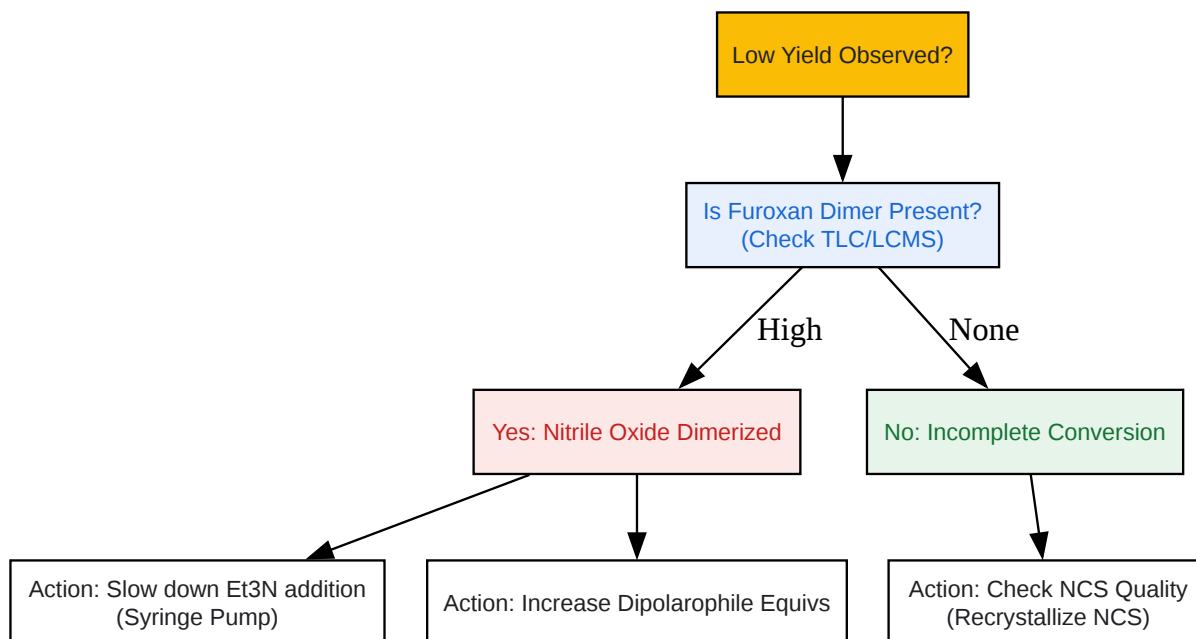 Low Yield Observed?
Is Furoxan Dimer Present?
(Check TLC/LCMS)
High
None
Yes: Nitrile Oxide Dimerized
No: Incomplete Conversion
Action: Slow down Et3N addition
(Syringe Pump)
Action: Increase Dipolarophile Equivs
Action: Check NCS Quality
(Recrystallize NCS)